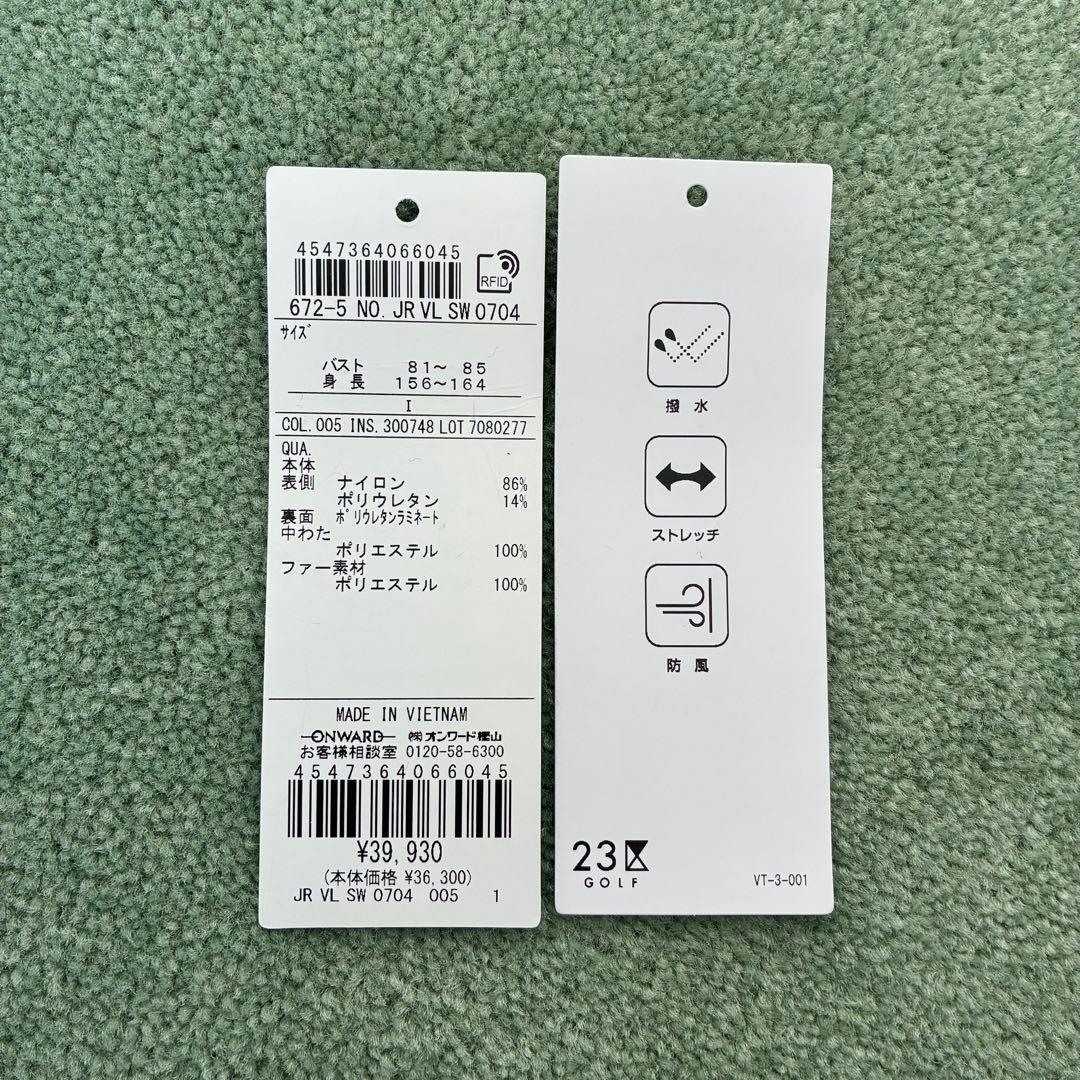 4547364066045
RFID
672-5 NO. JR VL SW 0704
サイズ
バスト 81～ 85
身長 156～164
I
COL. 005 INS. 300748 LOT 7080277
QUA.
本体
表側 ナイロン 86%
ポリウレタン 14%
裏面 ポリウレタンラミネート
中わた
ポリエステル 100%
ファー素材
ポリエステル 100%
MADE IN VIETNAM
ONWARD ㈱オンワード樫山
お客様相談室 0120-58-6300
4547364066045
¥39,930
(本体価格 ¥36,300)
JR VL SW 0704 005 1
撥水
ストレッチ
防風
23区
GOLF
VT-3-001